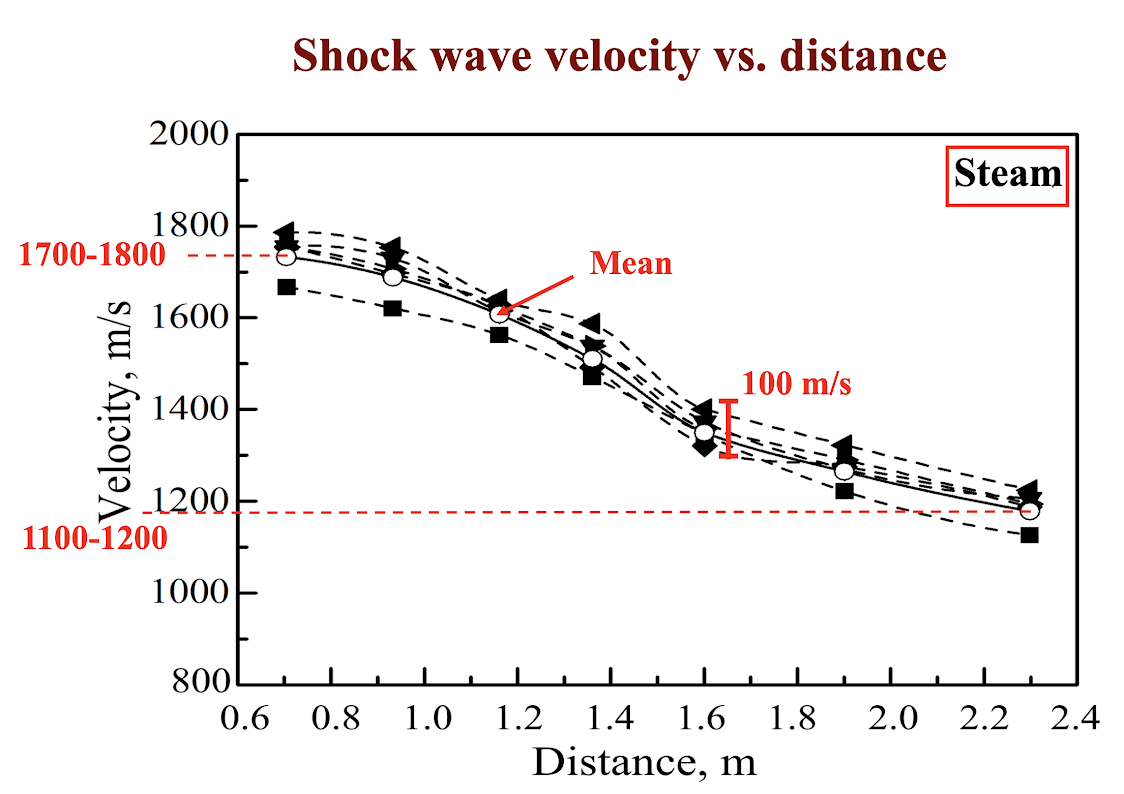 Shock wave velocity vs. distance
2000
1800
1600
1400
1200
1000
800
Velocity, m/s
1700-1800
1100-1200
Steam
Mean
100 m/s
0.6 0.8 1.0 1.2 1.4 1.6 1.8 2.0 2.2 2.4
Distance, m